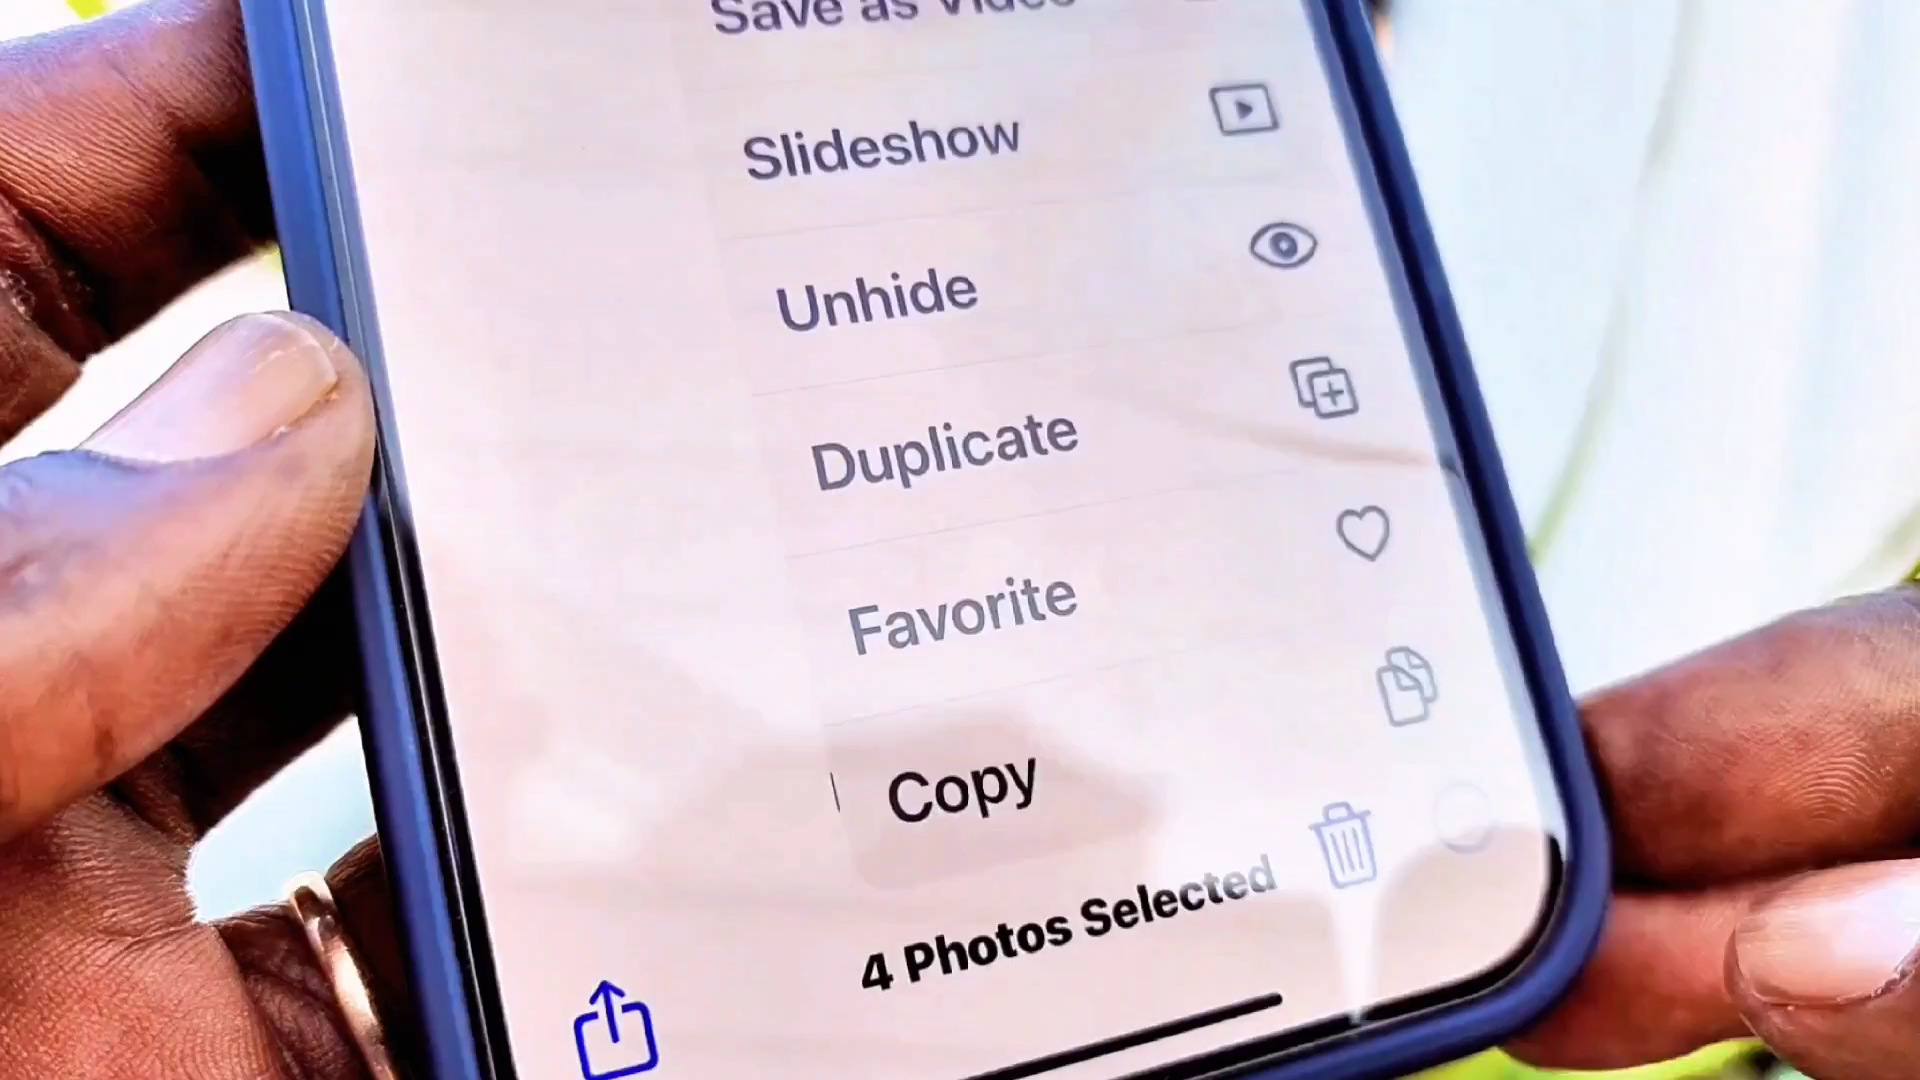 Save as Video
Slideshow
Unhide
Duplicate
Favorite
Copy
4 Photos Selected